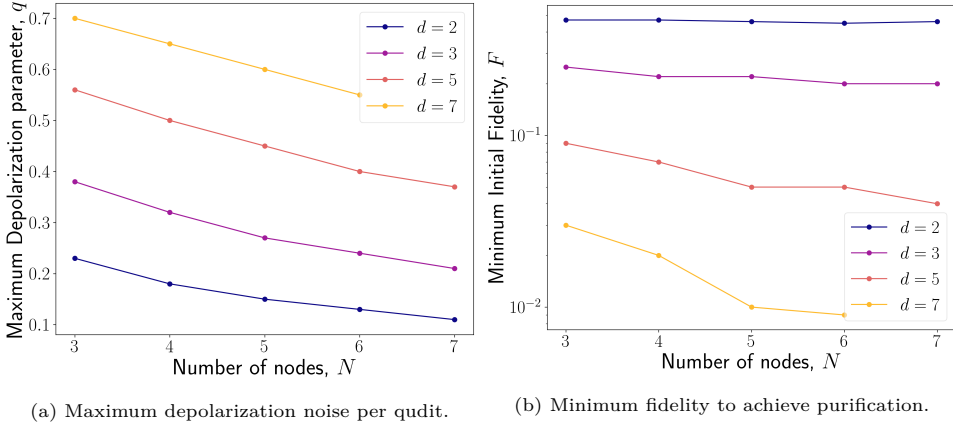 Maximum Depolarization parameter, q
0.7
0.6
0.5
0.4
0.3
0.2
0.1
3 4 5 6 7
Number of nodes, N
d = 2
d = 3
d = 5
d = 7
(a) Maximum depolarization noise per qudit.
Minimum Initial Fidelity, F
10⁻¹
10⁻²
3 4 5 6 7
Number of nodes, N
d = 2
d = 3
d = 5
d = 7
(b) Minimum fidelity to achieve purification.